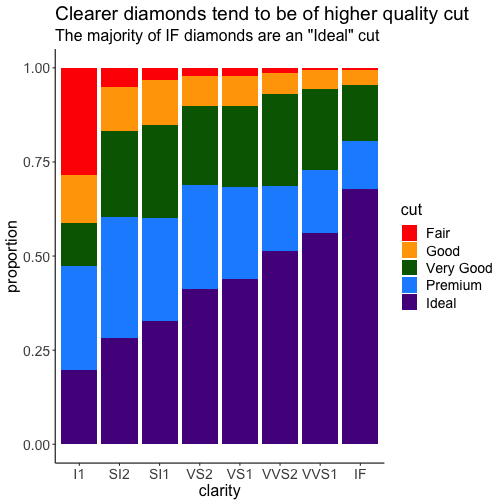 Clearer diamonds tend to be of higher quality cut
The majority of IF diamonds are an "Ideal" cut
1.00
0.75
0.50
0.25
0.00
proportion
I1 SI2 SI1 VS2 VS1 VVS2 VVS1 IF
clarity
cut
Fair
Good
Very Good
Premium
Ideal